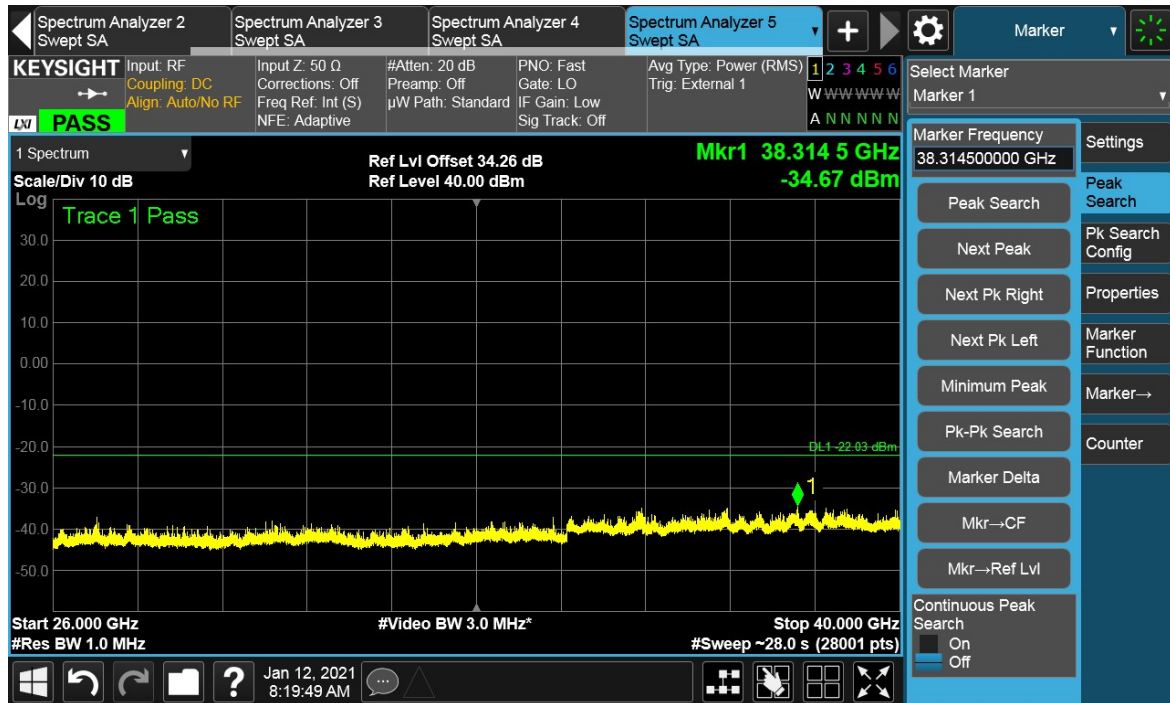 Spectrum Analyzer 2
Swept SA
Spectrum Analyzer 3
Swept SA
Spectrum Analyzer 4
Swept SA
Spectrum Analyzer 5
Swept SA
+
Marker
KEYSIGHT
LXI
PASS
Input: RF
Coupling: DC
Align: Auto/No RF
Input Z: 50 Ω
Corrections: Off
Freq Ref: Int (S)
NFE: Adaptive
#Atten: 20 dB
Preamp: Off
µW Path: Standard
PNO: Fast
Gate: LO
IF Gain: Low
Sig Track: Off
Avg Type: Power (RMS)
Trig: External 1
1 2 3 4 5 6
W W W W W W
A N N N N N
1 Spectrum
Scale/Div 10 dB
Log
Ref Lvl Offset 34.26 dB
Ref Level 40.00 dBm
Mkr1 38.314 5 GHz
-34.67 dBm
Trace 1 Pass
30.0
20.0
10.0
0.00
-10.0
-20.0
DL1 -22.03 dBm
-30.0
1
-40.0
-50.0
Start 26.000 GHz
#Video BW 3.0 MHz*
Stop 40.000 GHz
#Res BW 1.0 MHz
#Sweep ~28.0 s (28001 pts)
?
Jan 12, 2021
8:19:49 AM
Select Marker
Marker 1
Marker Frequency
38.314500000 GHz
Peak Search
Next Peak
Next Pk Right
Next Pk Left
Minimum Peak
Pk-Pk Search
Marker Delta
Mkr→CF
Mkr→Ref Lvl
Continuous Peak
Search
On
Off
Settings
Peak
Search
Pk Search
Config
Properties
Marker
Function
Marker→
Counter